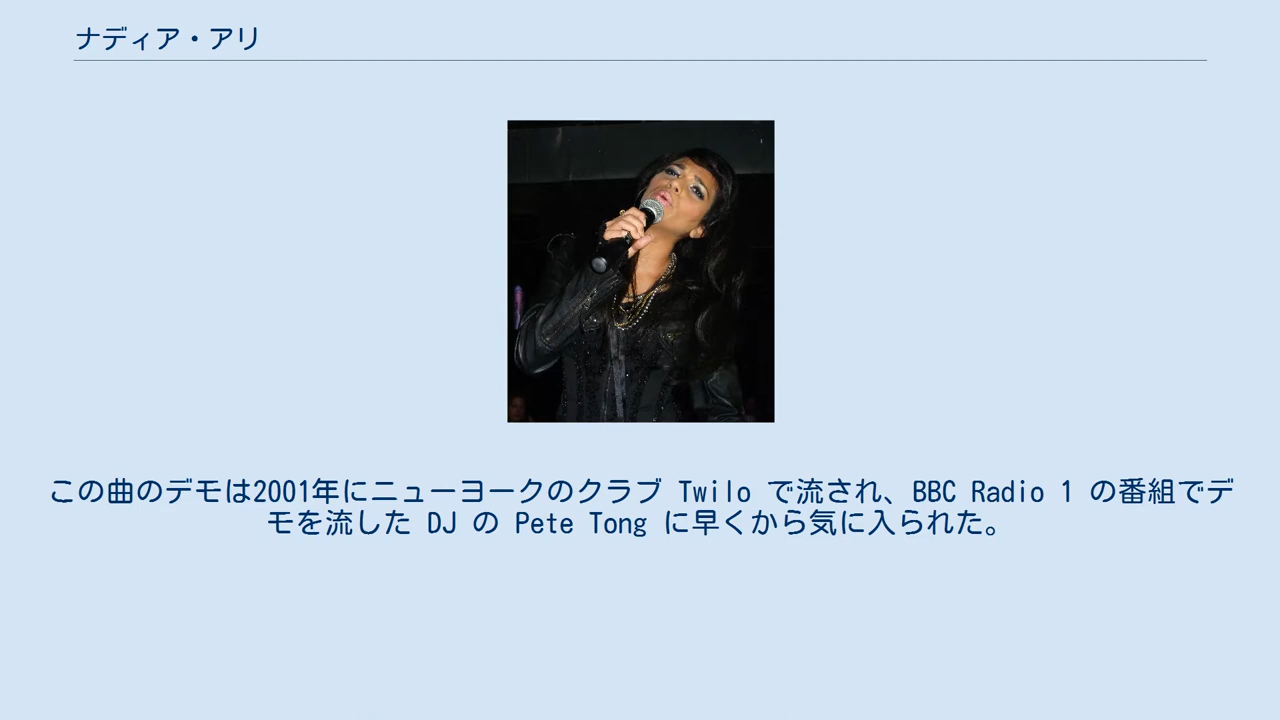 ナディア・アリ
この曲のデモは2001年にニューヨークのクラブ Twilo で流され、BBC Radio 1 の番組でデ
モを流した DJ の Pete Tong に早くから気に入られた。